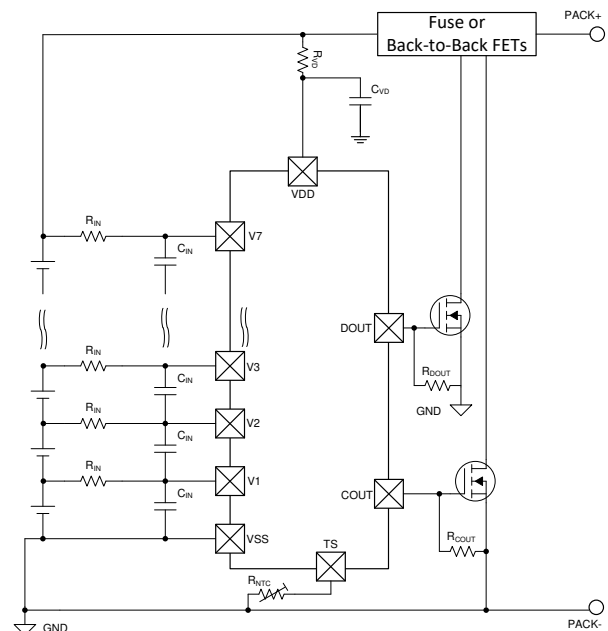 PACK+
Fuse or
Back-to-Back FETs
RVD
CVD
VDD
RIN
V7
CIN
DOUT
RDOUT
GND
RIN
V3
CIN
RIN
V2
CIN
RIN
V1
CIN
COUT
RCOUT
VSS
TS
RNTC
GND
PACK-